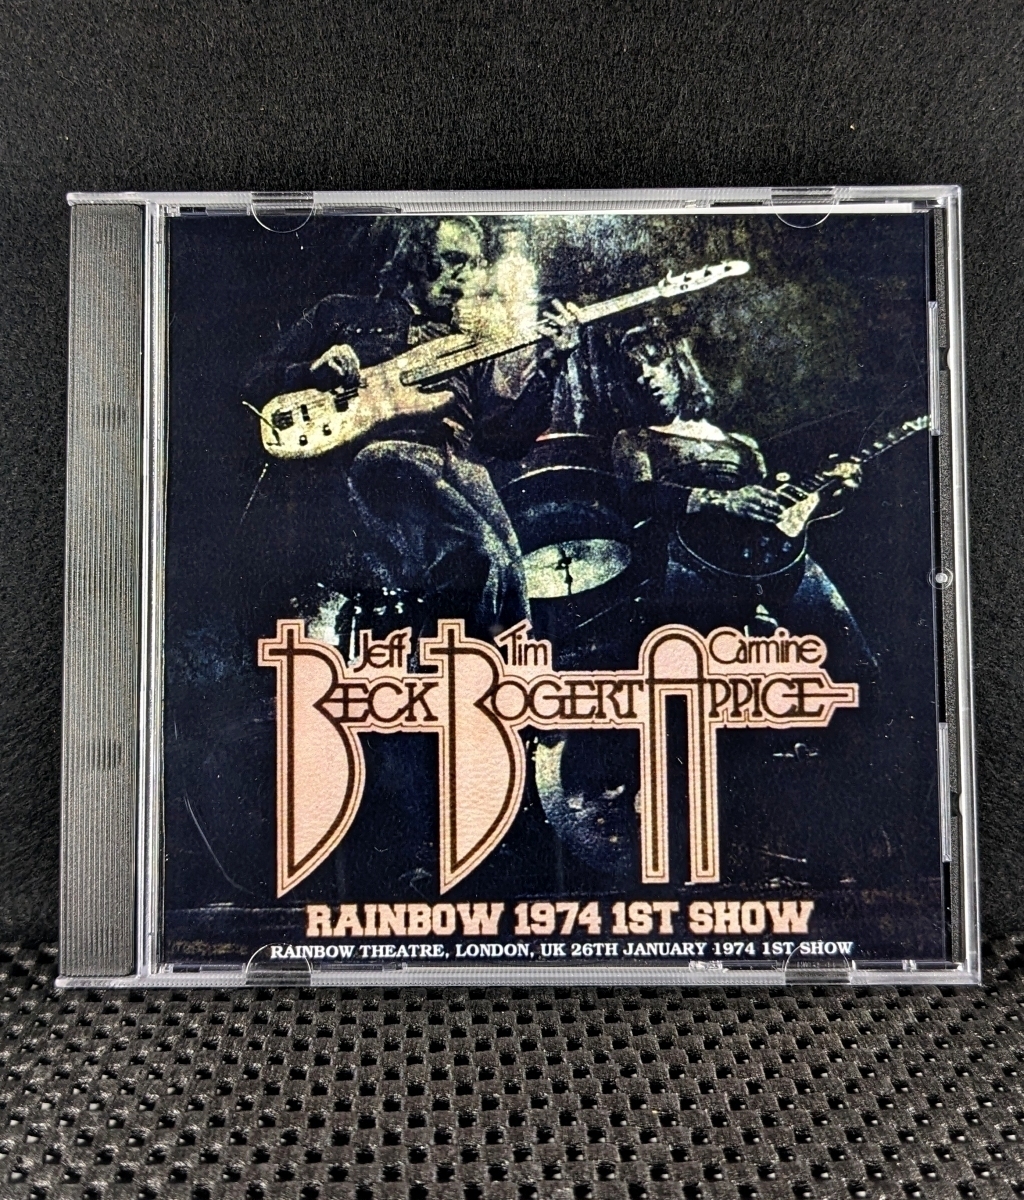 Jeff Tim Carmine
BECK BOGERT APPICE
RAINBOW 1974 1ST SHOW
RAINBOW THEATRE, LONDON, UK 26TH JANUARY 1974 1ST SHOW